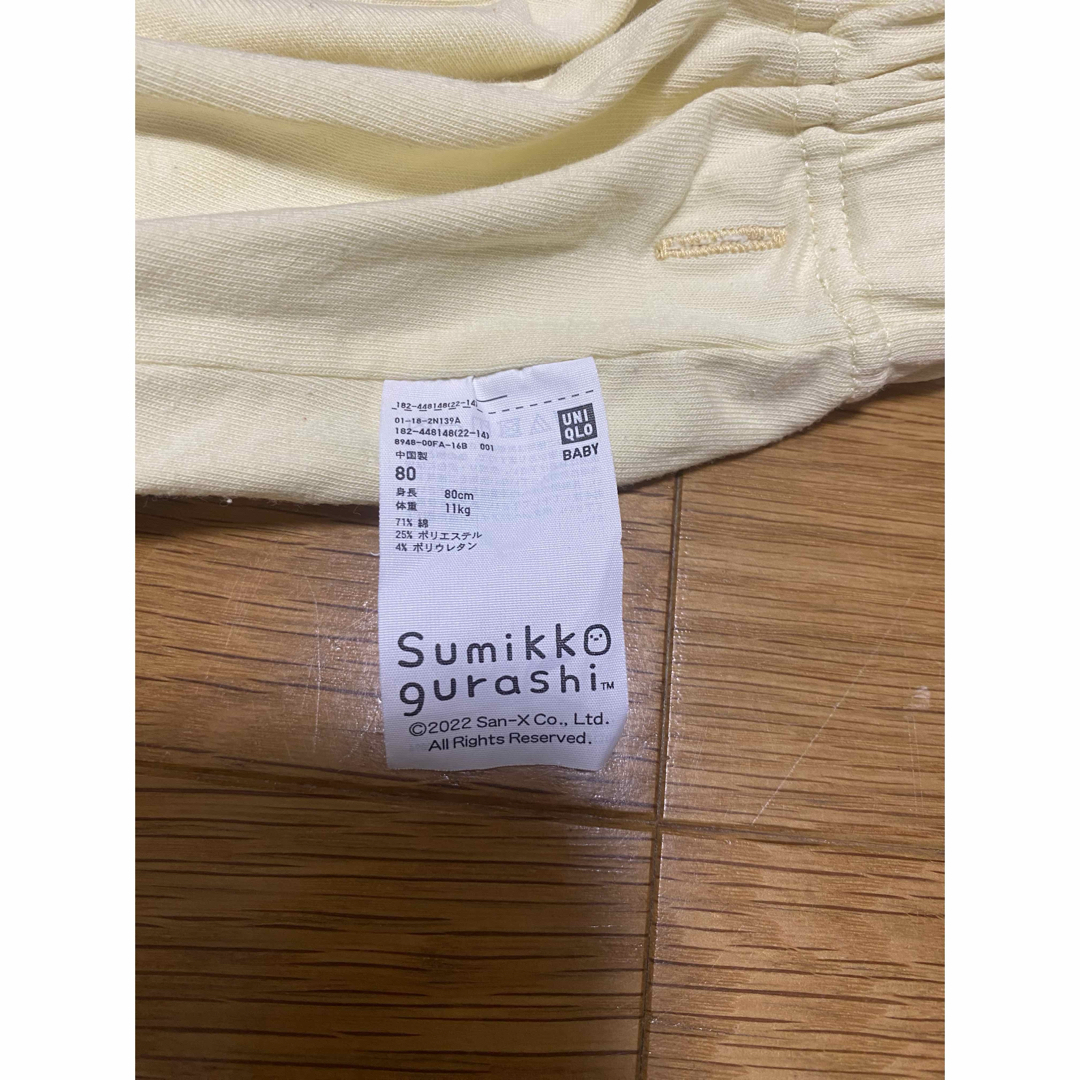 182-448148(22-14)
01-18-2N139A
182-448148(22-14)
8948-00FA-16B 001
中国製
80
身長 80cm
体重 11kg
71% 綿
25% ポリエステル
4% ポリウレタン
UNI
QLO
BABY
Sumikko
gurashi™
©2022 San-X Co., Ltd.
All Rights Reserved.